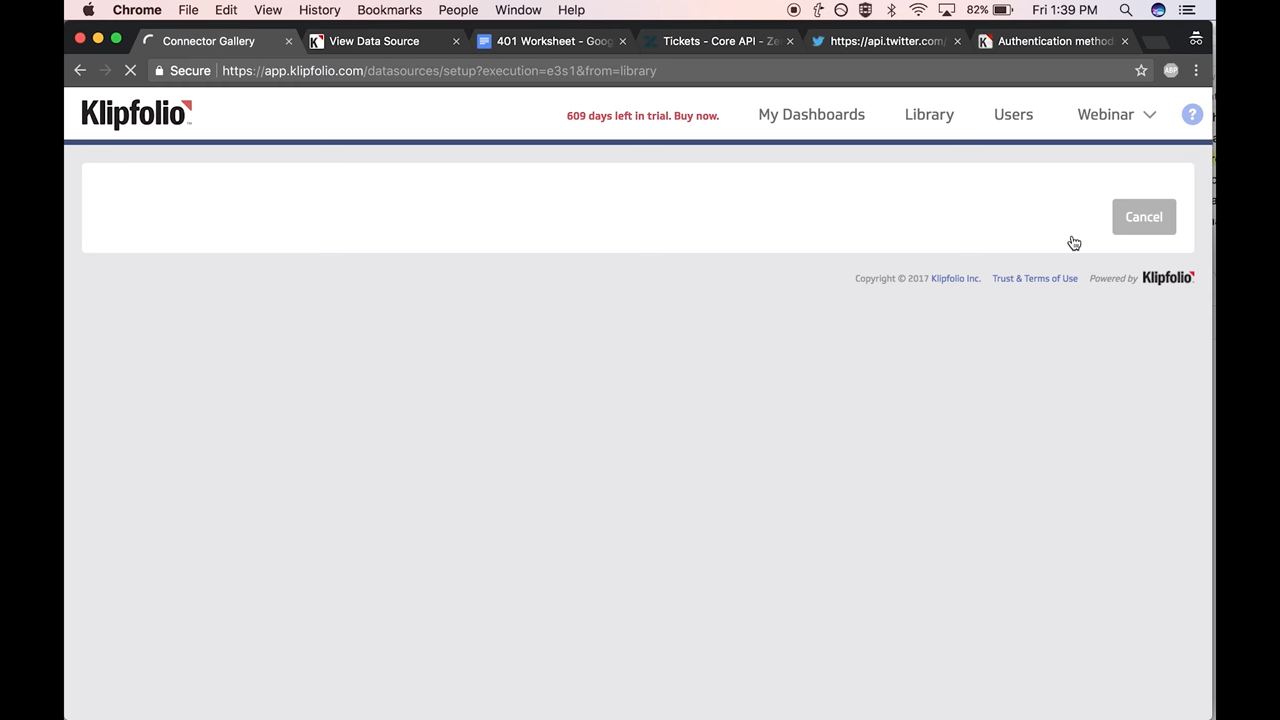 Chrome File Edit View History Bookmarks People Window Help 82% Fri 1:39 PM
Connector Gallery View Data Source 401 Worksheet - Goog Tickets - Core API - Ze https://api.twitter.com/ Authentication method
Secure https://app.klipfolio.com/datasources/setup?execution=e3s1&from=library ABP
Klipfolio 609 days left in trial. Buy now. My Dashboards Library Users Webinar ?
Cancel
Copyright © 2017 Klipfolio Inc. Trust & Terms of Use Powered by Klipfolio